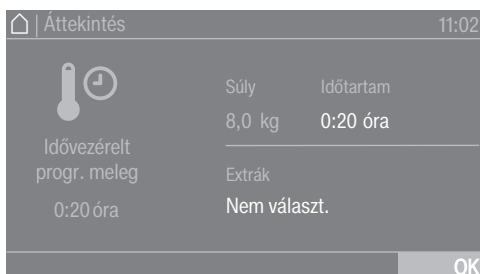 | Áttekintés 11:02
Idővezérelt
progr. meleg
0:20 óra
Súly Időtartam
8,0 kg 0:20 óra
Extrák
Nem választ.
OK